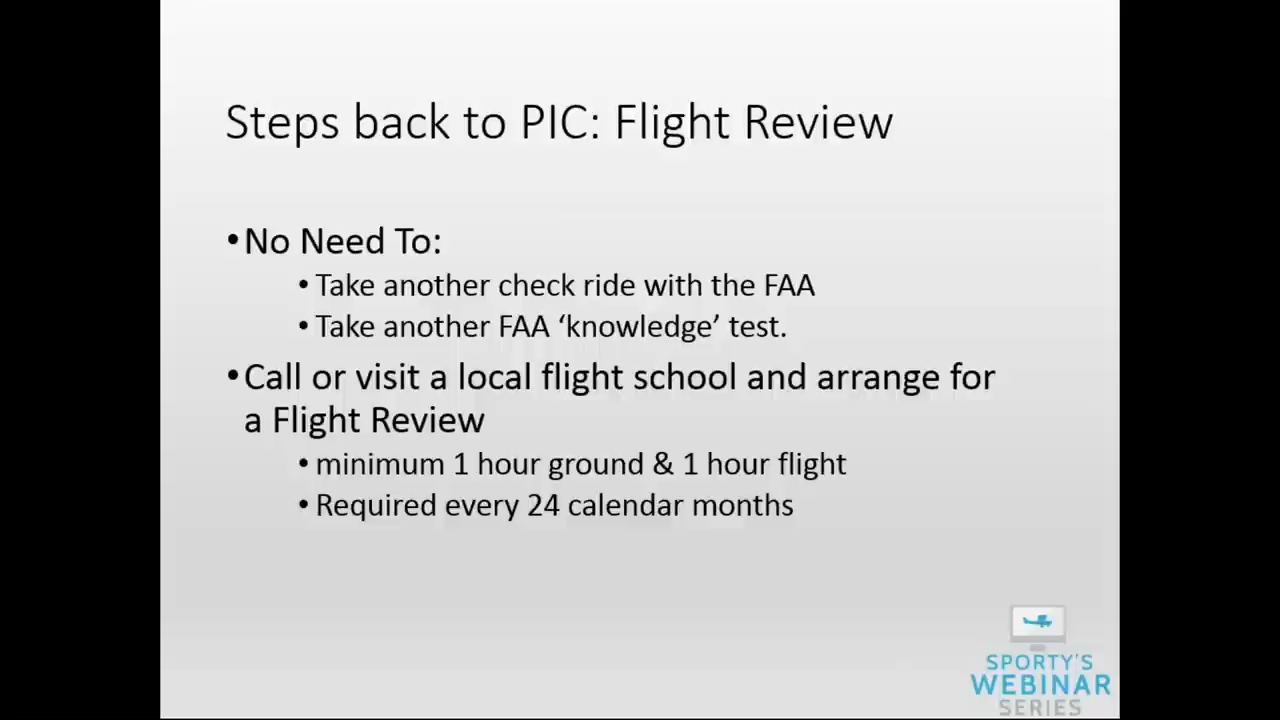 Steps back to PIC: Flight Review
•No Need To:
•Take another check ride with the FAA
•Take another FAA ‘knowledge’ test.
•Call or visit a local flight school and arrange for
a Flight Review
•minimum 1 hour ground & 1 hour flight
•Required every 24 calendar months
SPORTY'S
WEBINAR
SERIES